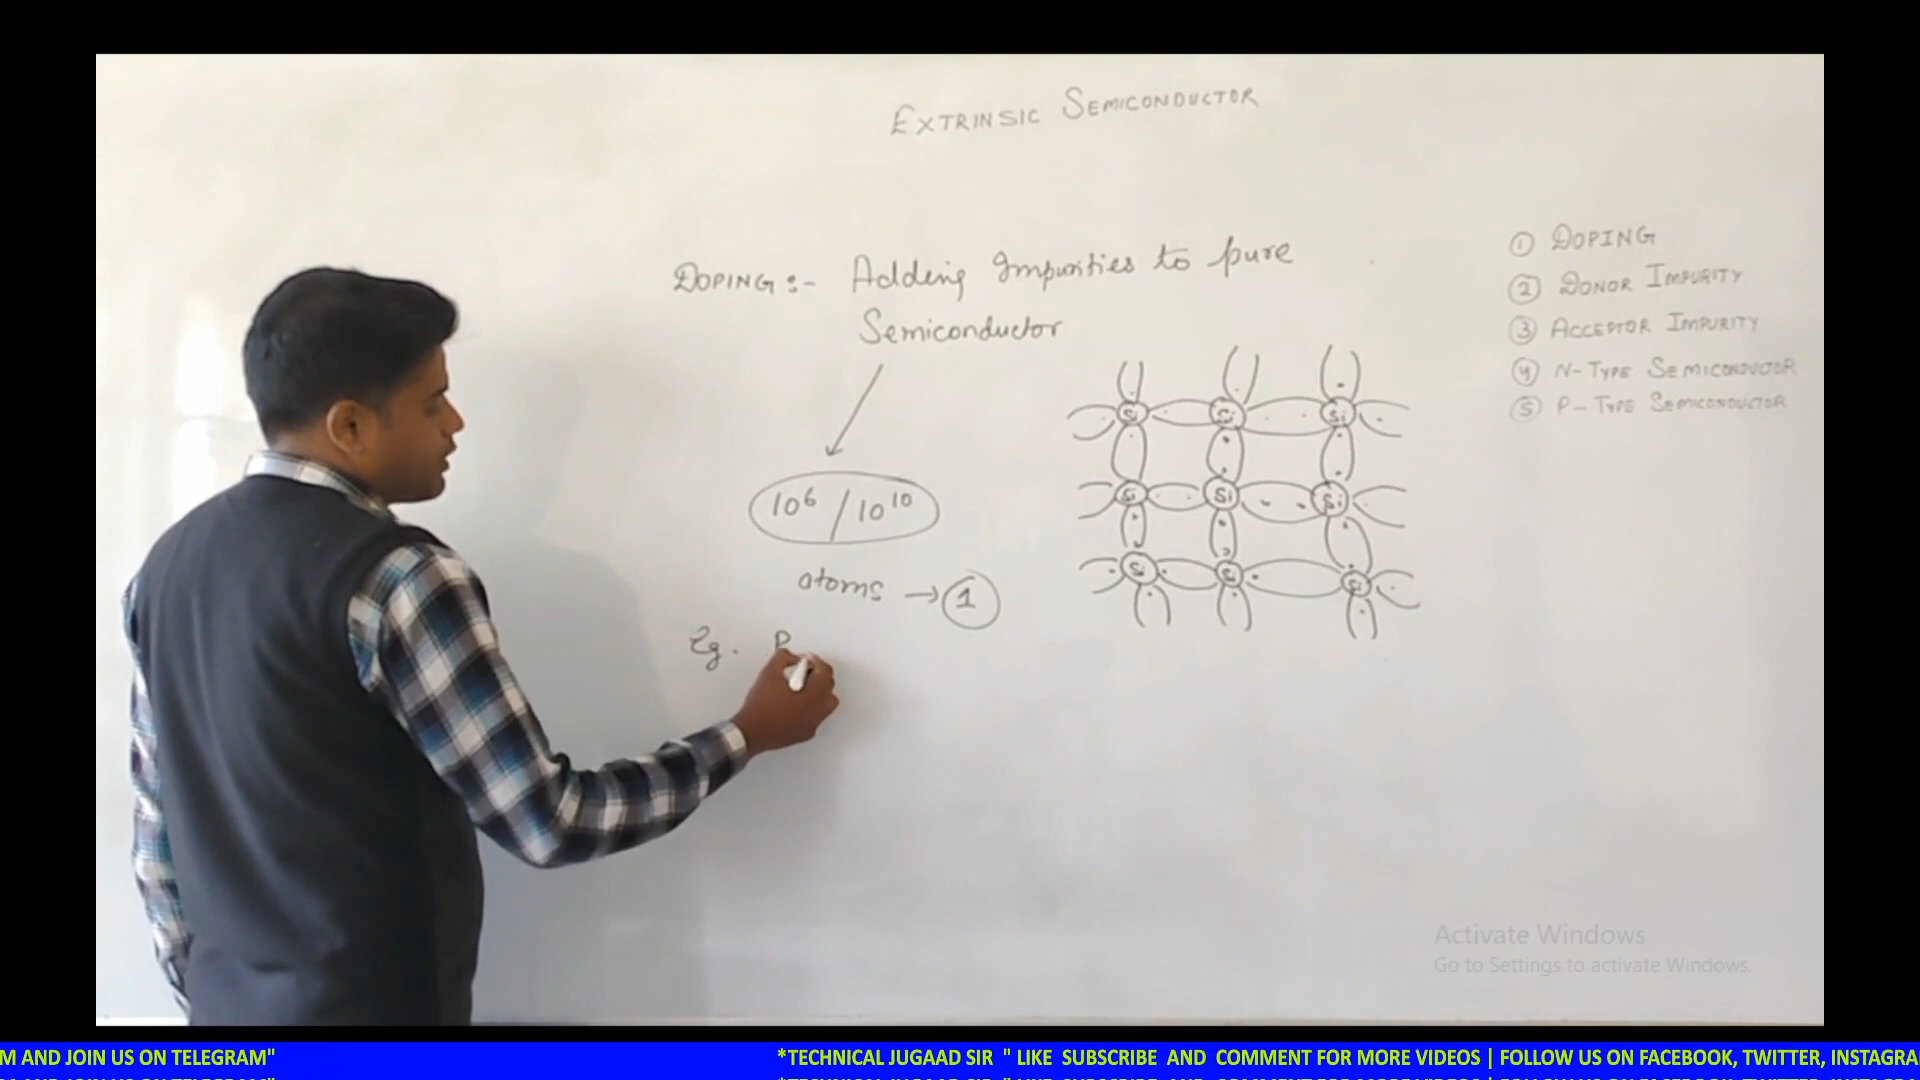 EXTRINSIC SEMICONDUCTOR
DOPING :- Adding Impurities to pure
Semiconductor
10⁶ / 10¹⁰
atoms → 1
Eg. P
Si Si Si
Si Si Si
Si Si Si
1 DOPING
2 DONOR IMPURITY
3 ACCEPTOR IMPURITY
4 N-TYPE SEMICONDUCTOR
5 P-TYPE SEMICONDUCTOR
Activate Windows
Go to Settings to activate Windows.
M AND JOIN US ON TELEGRAM" *TECHNICAL JUGAAD SIR " LIKE SUBSCRIBE AND COMMENT FOR MORE VIDEOS | FOLLOW US ON FACEBOOK, TWITTER, INSTAGRA